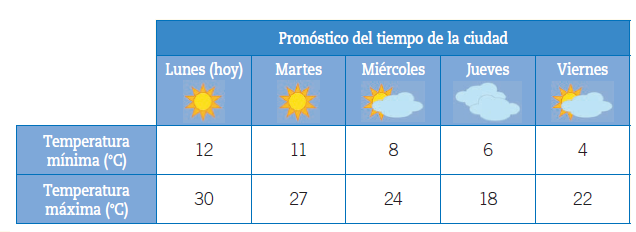 Pronóstico del tiempo de la ciudad
Lunes (hoy) Martes Miércoles Jueves Viernes
Temperatura
mínima (°C) 12 11 8 6 4
Temperatura
máxima (°C) 30 27 24 18 22